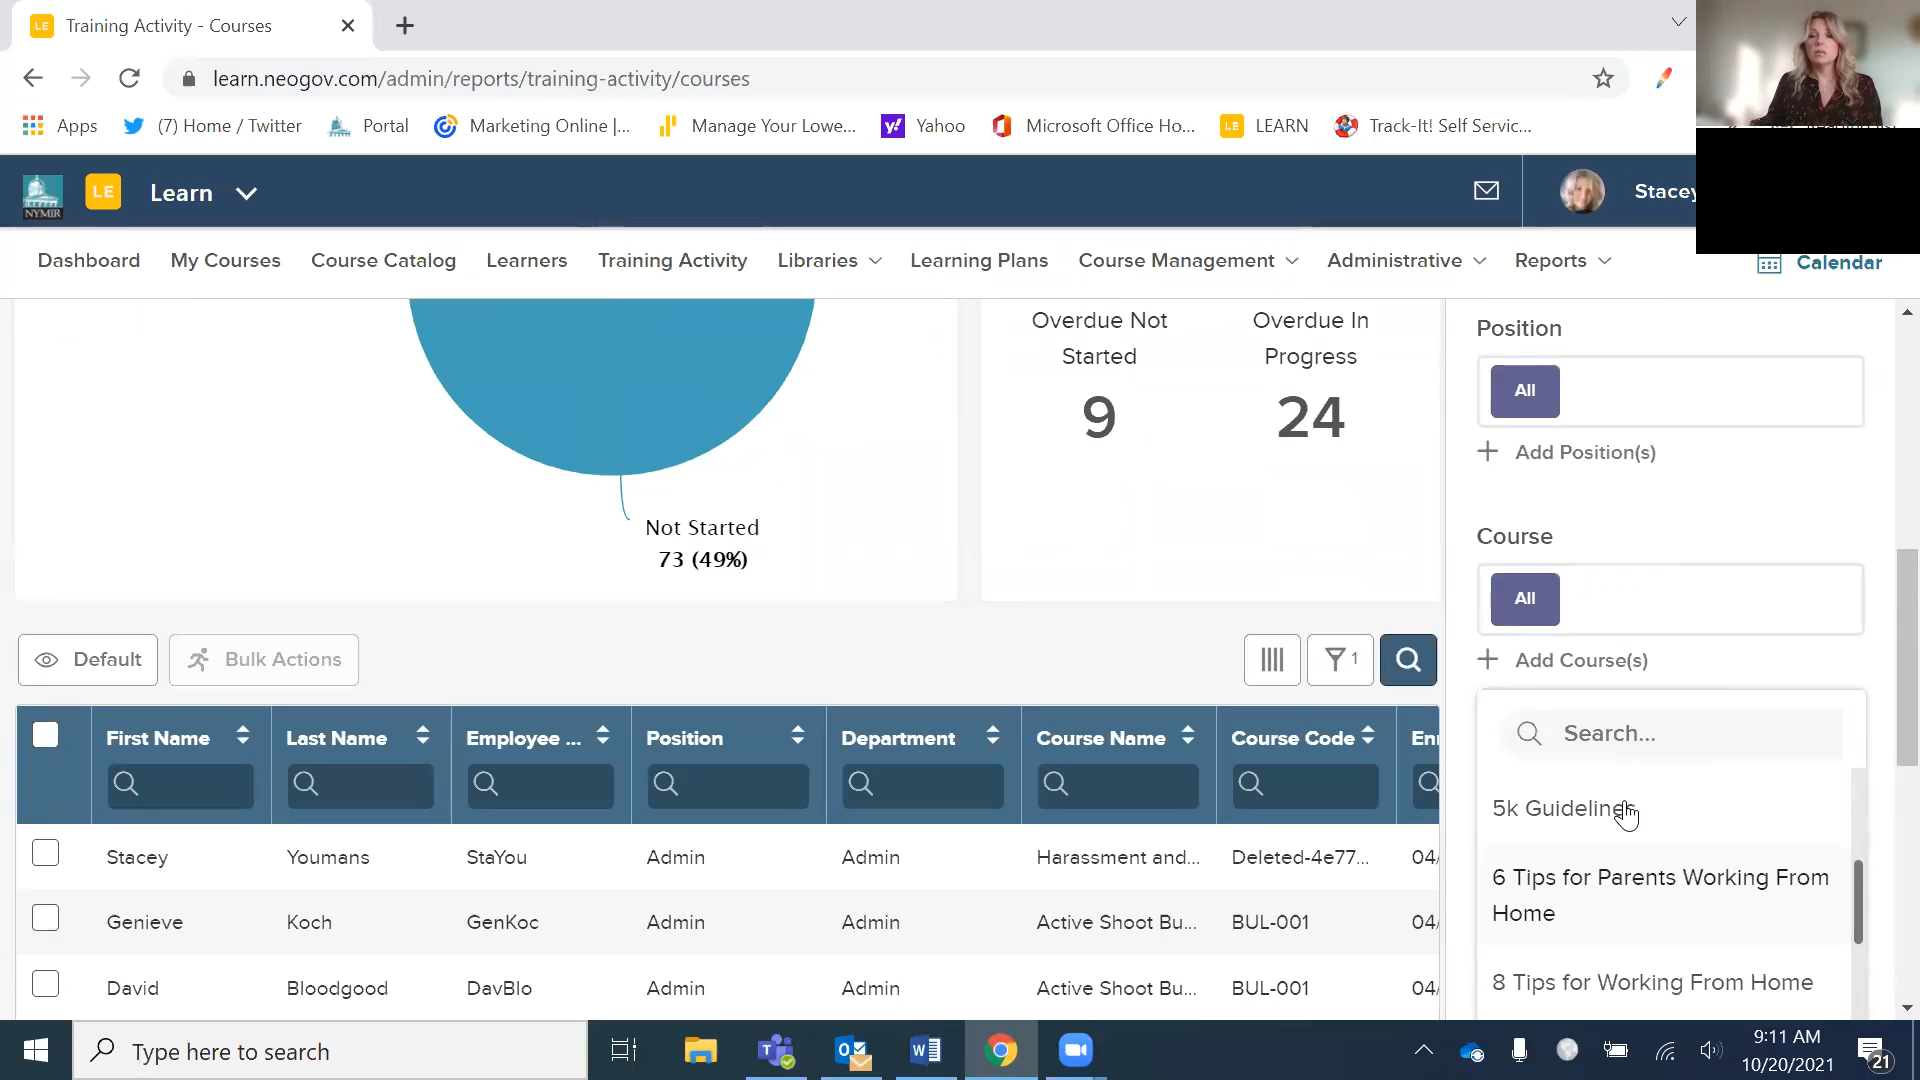 LE Training Activity - Courses
learn.neogov.com/admin/reports/training-activity/courses
Apps (7) Home / Twitter Portal Marketing Online |... Manage Your Lowe... Yahoo Microsoft Office Ho... LE LEARN Track-It! Self Servic...
NYMIR LE Learn Stacey
Dashboard My Courses Course Catalog Learners Training Activity Libraries Learning Plans Course Management Administrative Reports Calendar
Overdue Not Started
9
Overdue In Progress
24
Not Started
73 (49%)
Position
All
+ Add Position(s)
Course
All
+ Add Course(s)
Search...
5k Guidelines
6 Tips for Parents Working From
Home
8 Tips for Working From Home
Default Bulk Actions 1
First Name Last Name Employee ... Position Department Course Name Course Code
Stacey Youmans StaYou Admin Admin Harassment and... Deleted-4e77... 04/
Genieve Koch GenKoc Admin Admin Active Shoot Bu... BUL-001 04/
David Bloodgood DavBlo Admin Admin Active Shoot Bu... BUL-001 04/
Type here to search
9:11 AM
10/20/2021
21